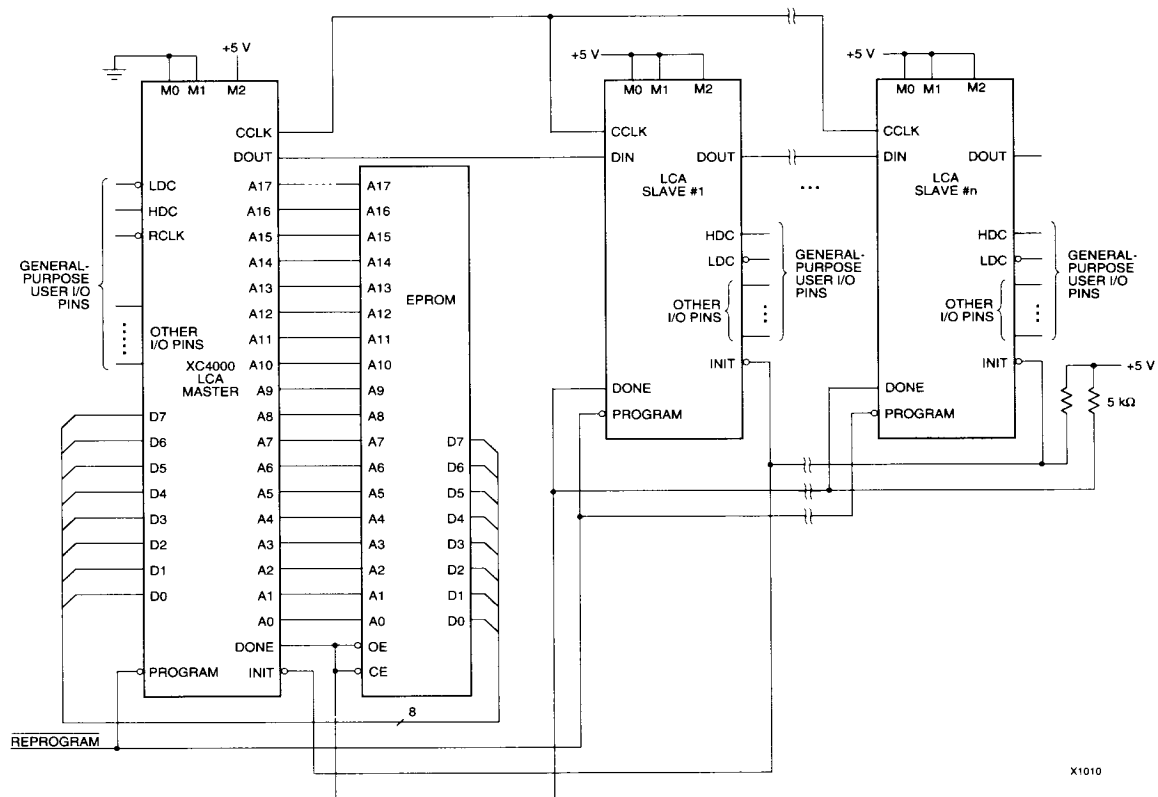 +5 V
M0 M1 M2
CCLK
DOUT
LDC
HDC
RCLK
GENERAL-
PURPOSE
USER I/O
PINS
OTHER
I/O PINS
XC4000
LCA
MASTER
A17
A16
A15
A14
A13
A12
A11
A10
A9
A8
A7
A6
A5
A4
A3
A2
A1
A0
D7
D6
D5
D4
D3
D2
D1
D0
DONE
PROGRAM
INIT
REPROGRAM
A17
A16
A15
A14
A13
A12
A11
A10
A9
A8
A7
A6
A5
A4
A3
A2
A1
A0
EPROM
D7
D6
D5
D4
D3
D2
D1
D0
OE
CE
8
+5 V
M0 M1 M2
CCLK
DIN
DOUT
LCA
SLAVE #1
HDC
LDC
GENERAL-
PURPOSE
USER I/O
PINS
OTHER
I/O PINS
INIT
DONE
PROGRAM
...
+5 V
M0 M1 M2
CCLK
DIN
DOUT
LCA
SLAVE #n
HDC
LDC
GENERAL-
PURPOSE
USER I/O
PINS
OTHER
I/O PINS
INIT
DONE
PROGRAM
+5 V
5 kΩ
X1010